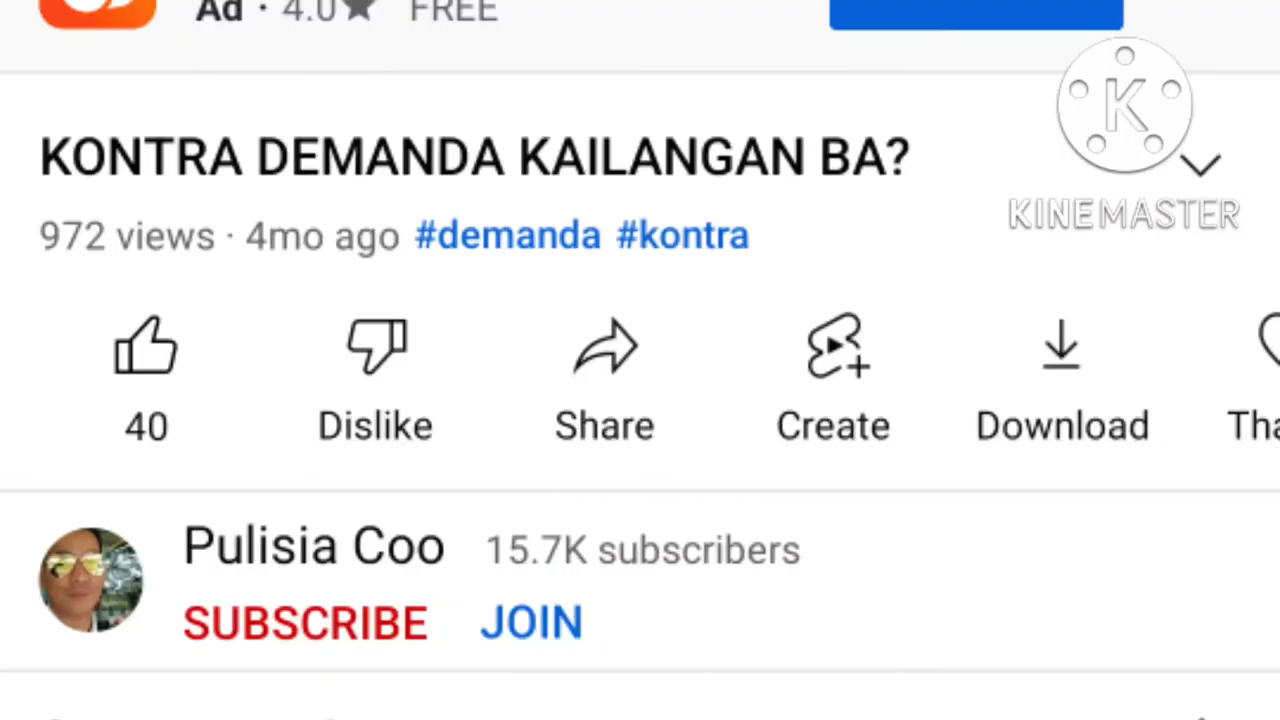 Ad · 4.0★ FREE
KONTRA DEMANDA KAILANGAN BA?
KINEMASTER
972 views · 4mo ago #demanda #kontra
40 Dislike Share Create Download
Pulisia Coo 15.7K subscribers
SUBSCRIBE JOIN